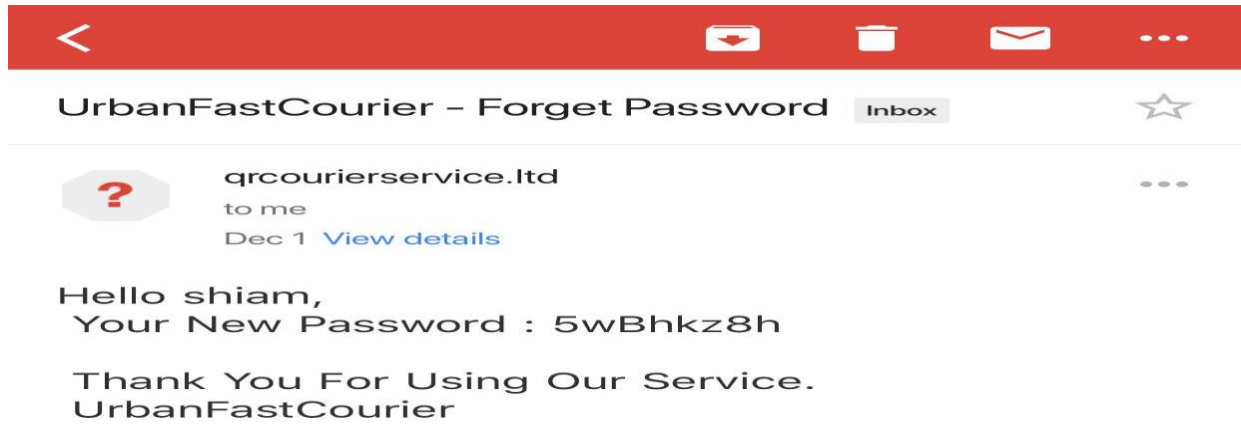 UrbanFastCourier - Forget Password Inbox
?
qrcourierservice.ltd
to me
Dec 1 View details
Hello shiam,
Your New Password : 5wBhkz8h
Thank You For Using Our Service.
UrbanFastCourier